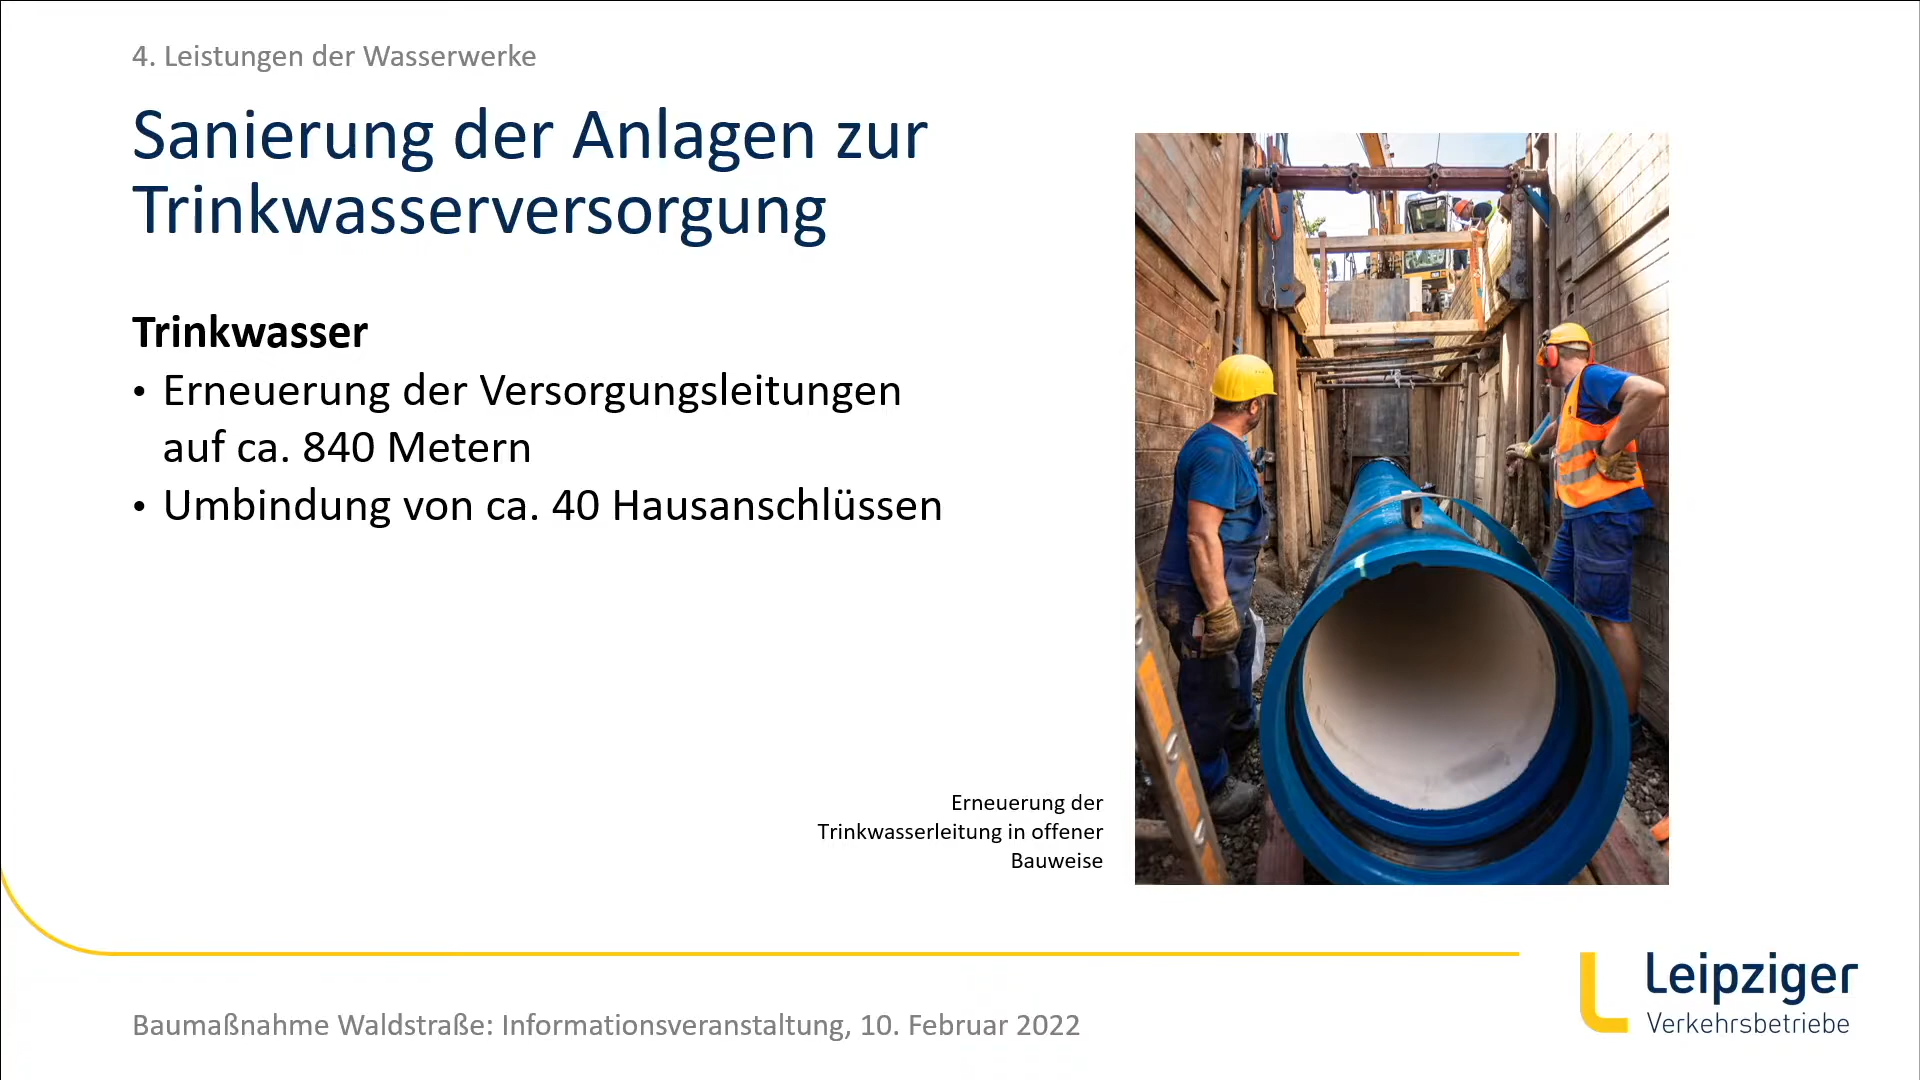 4. Leistungen der Wasserwerke
Sanierung der Anlagen zur
Trinkwasserversorgung
Trinkwasser
• Erneuerung der Versorgungsleitungen
auf ca. 840 Metern
• Umbindung von ca. 40 Hausanschlüssen
Erneuerung der
Trinkwasserleitung in offener
Bauweise
Baumaßnahme Waldstraße: Informationsveranstaltung, 10. Februar 2022
Leipziger
Verkehrsbetriebe